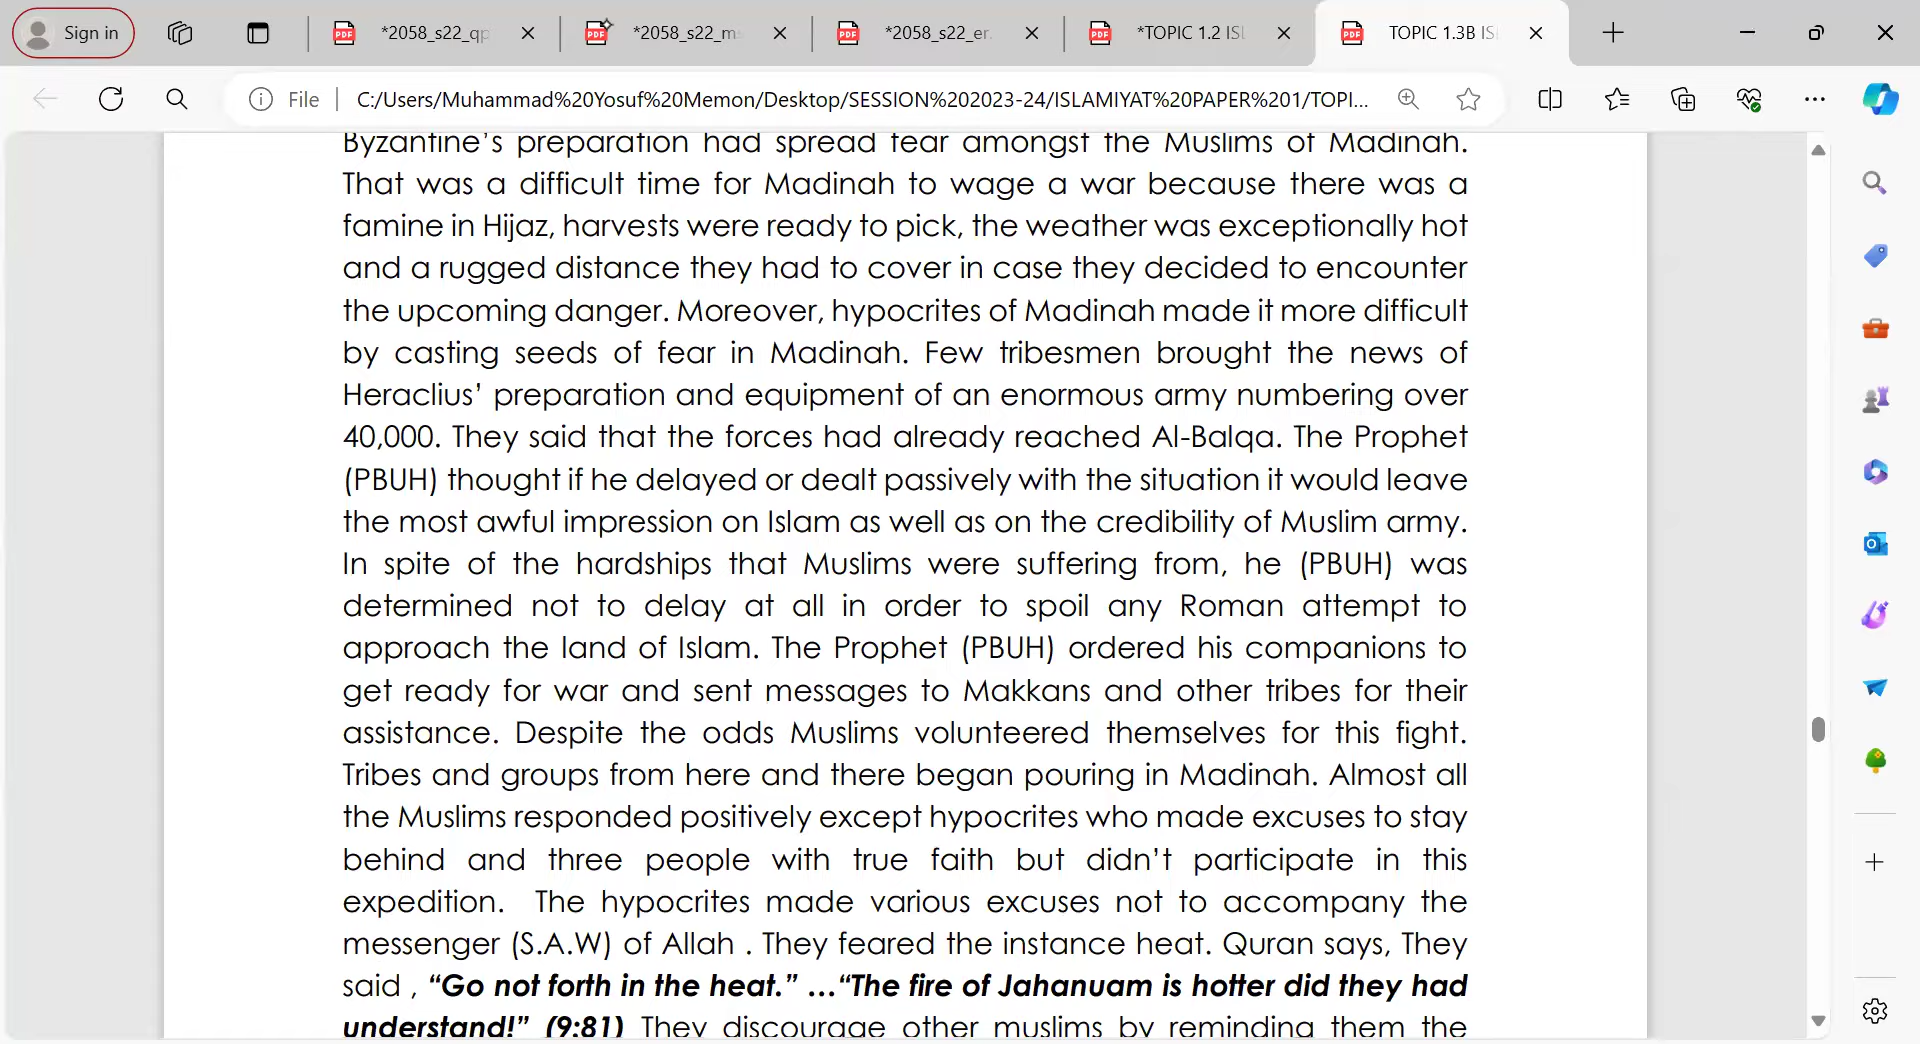 Sign in
*2058_s22_qp
*2058_s22_ms
*2058_s22_er.
*TOPIC 1.2 ISL
TOPIC 1.3B ISL
File
C:/Users/Muhammad%20Yosuf%20Memon/Desktop/SESSION%202023-24/ISLAMIYAT%20PAPER%201/TOPI...
Byzantine’s preparation had spread fear amongst the Muslims of Madinah.
That was a difficult time for Madinah to wage a war because there was a
famine in Hijaz, harvests were ready to pick, the weather was exceptionally hot
and a rugged distance they had to cover in case they decided to encounter
the upcoming danger. Moreover, hypocrites of Madinah made it more difficult
by casting seeds of fear in Madinah. Few tribesmen brought the news of
Heraclius’ preparation and equipment of an enormous army numbering over
40,000. They said that the forces had already reached Al-Balqa. The Prophet
(PBUH) thought if he delayed or dealt passively with the situation it would leave
the most awful impression on Islam as well as on the credibility of Muslim army.
In spite of the hardships that Muslims were suffering from, he (PBUH) was
determined not to delay at all in order to spoil any Roman attempt to
approach the land of Islam. The Prophet (PBUH) ordered his companions to
get ready for war and sent messages to Makkans and other tribes for their
assistance. Despite the odds Muslims volunteered themselves for this fight.
Tribes and groups from here and there began pouring in Madinah. Almost all
the Muslims responded positively except hypocrites who made excuses to stay
behind and three people with true faith but didn’t participate in this
expedition. The hypocrites made various excuses not to accompany the
messenger (S.A.W) of Allah . They feared the instance heat. Quran says, They
said , “Go not forth in the heat.” …“The fire of Jahanuam is hotter did they had
understand!” (9:81) They discourage other muslims by reminding them the